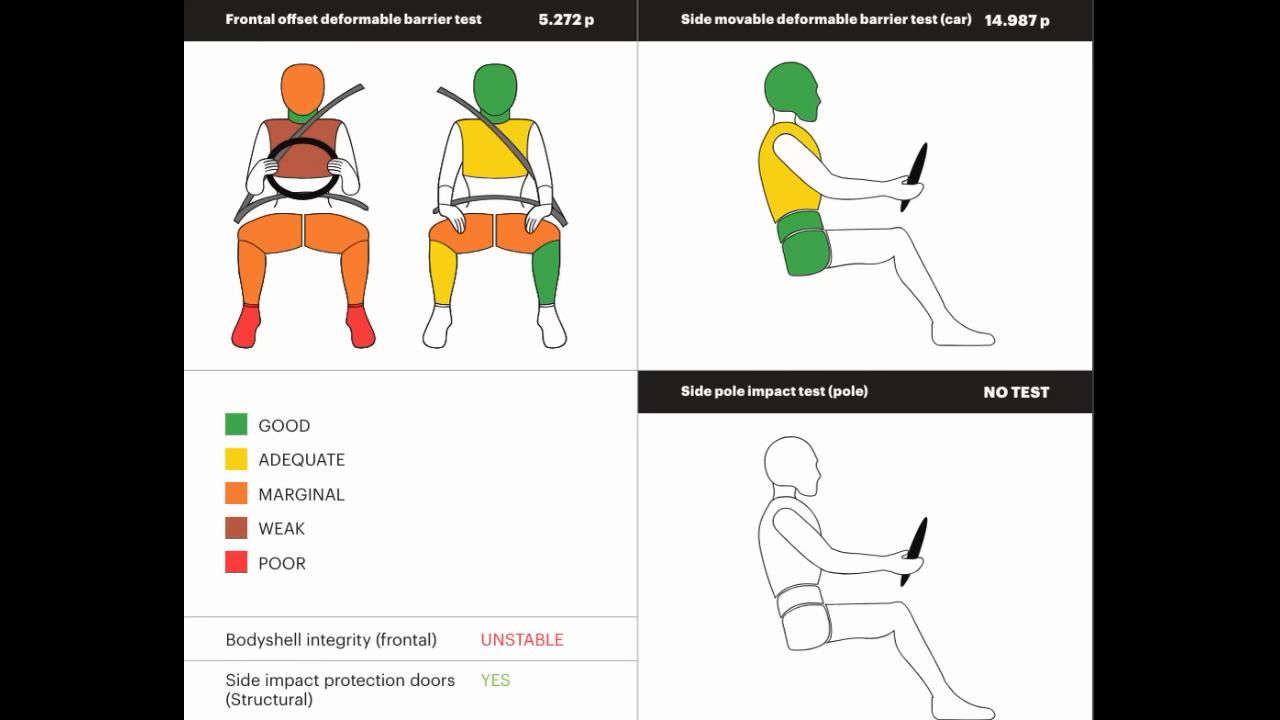 Frontal offset deformable barrier test 5.272 p
Side movable deformable barrier test (car) 14.987 p
GOOD
ADEQUATE
MARGINAL
WEAK
POOR
Bodyshell integrity (frontal) UNSTABLE
Side impact protection doors YES
(Structural)
Side pole impact test (pole) NO TEST